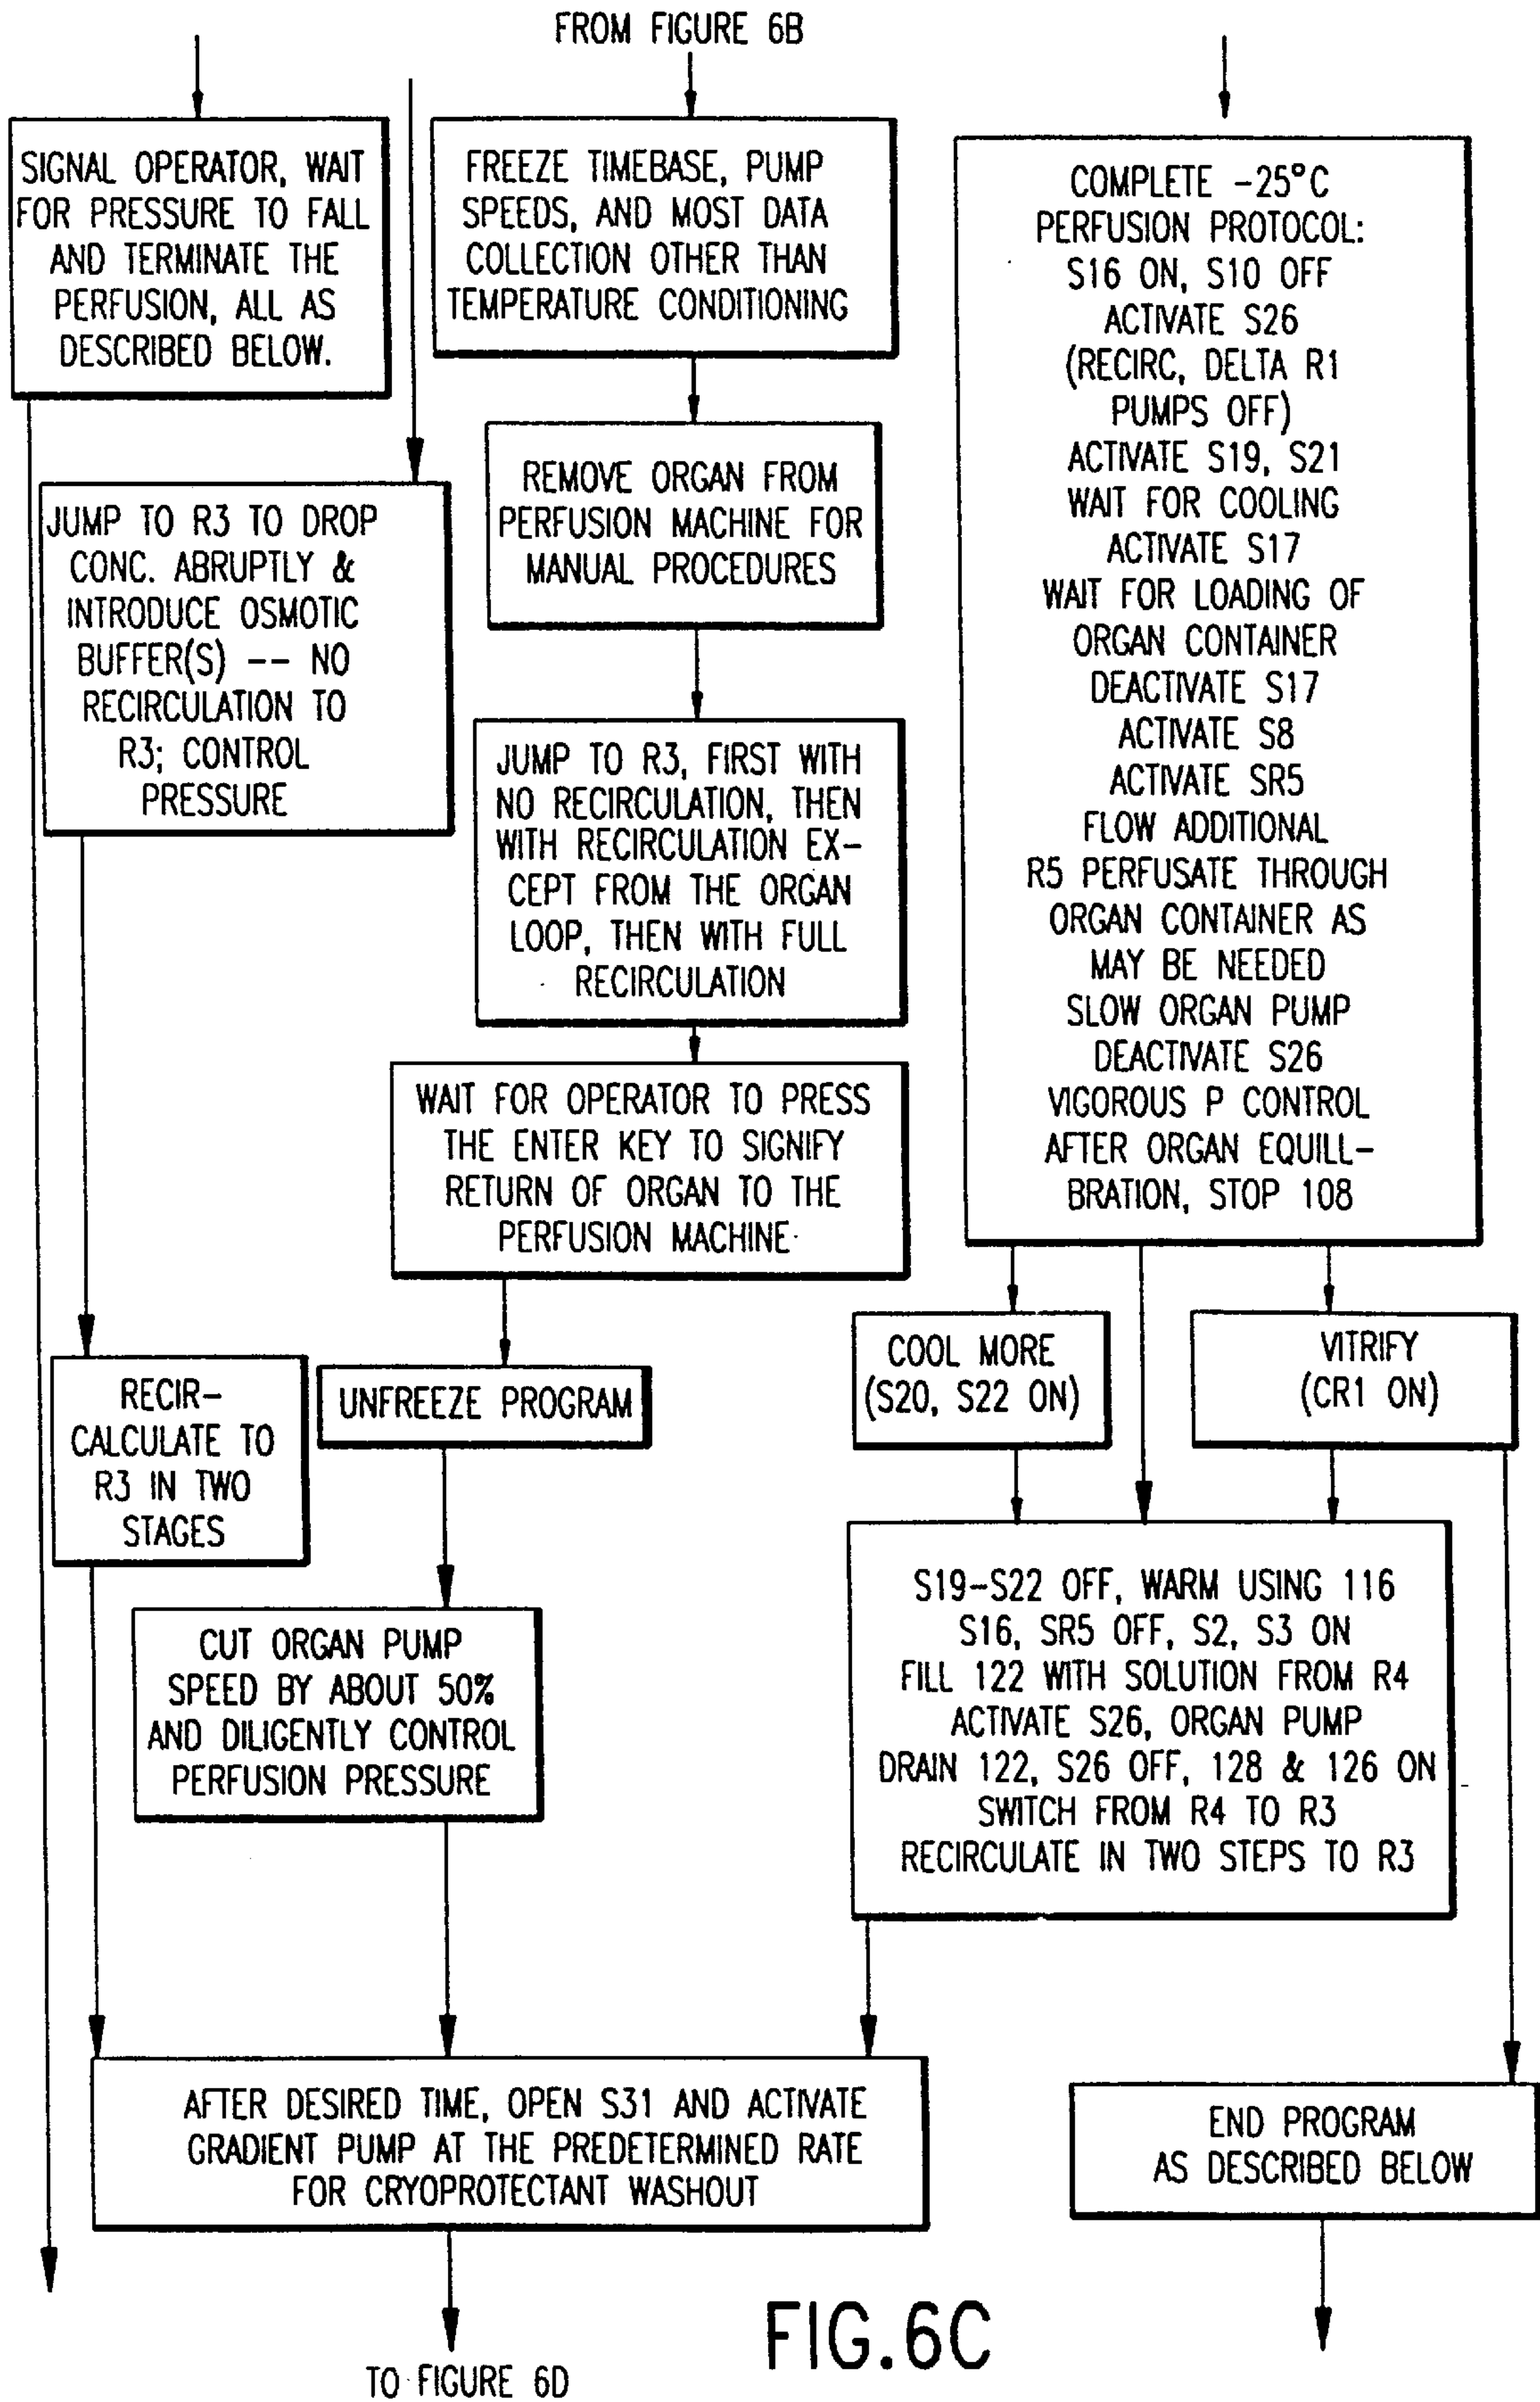 FROM FIGURE 6B
SIGNAL OPERATOR, WAIT
FOR PRESSURE TO FALL
AND TERMINATE THE
PERFUSION, ALL AS
DESCRIBED BELOW.
JUMP TO R3 TO DROP
CONC. ABRUPTLY &
INTRODUCE OSMOTIC
BUFFER(S) -- NO
RECIRCULATION TO
R3; CONTROL
PRESSURE
RECIR-
CALCULATE TO
R3 IN TWO
STAGES
FREEZE TIMEBASE, PUMP
SPEEDS, AND MOST DATA
COLLECTION OTHER THAN
TEMPERATURE CONDITIONING
REMOVE ORGAN FROM
PERFUSION MACHINE FOR
MANUAL PROCEDURES
JUMP TO R3, FIRST WITH
NO RECIRCULATION, THEN
WITH RECIRCULATION EX-
CEPT FROM THE ORGAN
LOOP, THEN WITH FULL
RECIRCULATION
WAIT FOR OPERATOR TO PRESS
THE ENTER KEY TO SIGNIFY
RETURN OF ORGAN TO THE
PERFUSION MACHINE
UNFREEZE PROGRAM
CUT ORGAN PUMP
SPEED BY ABOUT 50%
AND DILIGENTLY CONTROL
PERFUSION PRESSURE
COMPLETE -25°C
PERFUSION PROTOCOL:
S16 ON, S10 OFF
ACTIVATE S26
(RECIRC, DELTA R1
PUMPS OFF)
ACTIVATE S19, S21
WAIT FOR COOLING
ACTIVATE S17
WAIT FOR LOADING OF
ORGAN CONTAINER
DEACTIVATE S17
ACTIVATE S8
ACTIVATE SR5
FLOW ADDITIONAL
R5 PERFUSATE THROUGH
ORGAN CONTAINER AS
MAY BE NEEDED
SLOW ORGAN PUMP
DEACTIVATE S26
VIGOROUS P CONTROL
AFTER ORGAN EQUILL-
BRATION, STOP 108
COOL MORE
(S20, S22 ON)
VITRIFY
(CR1 ON)
S19-S22 OFF, WARM USING 116
S16, SR5 OFF, S2, S3 ON
FILL 122 WITH SOLUTION FROM R4
ACTIVATE S26, ORGAN PUMP
DRAIN 122, S26 OFF, 128 & 126 ON
SWITCH FROM R4 TO R3
RECIRCULATE IN TWO STEPS TO R3
AFTER DESIRED TIME, OPEN S31 AND ACTIVATE
GRADIENT PUMP AT THE PREDETERMINED RATE
FOR CRYOPROTECTANT WASHOUT
END PROGRAM
AS DESCRIBED BELOW
TO FIGURE 6D
FIG.6C